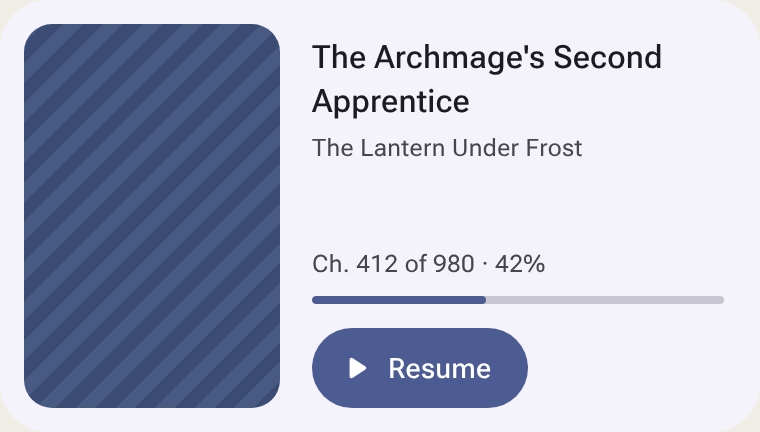 The Archmage's Second
Apprentice
The Lantern Under Frost
Ch. 412 of 980 · 42%
Resume